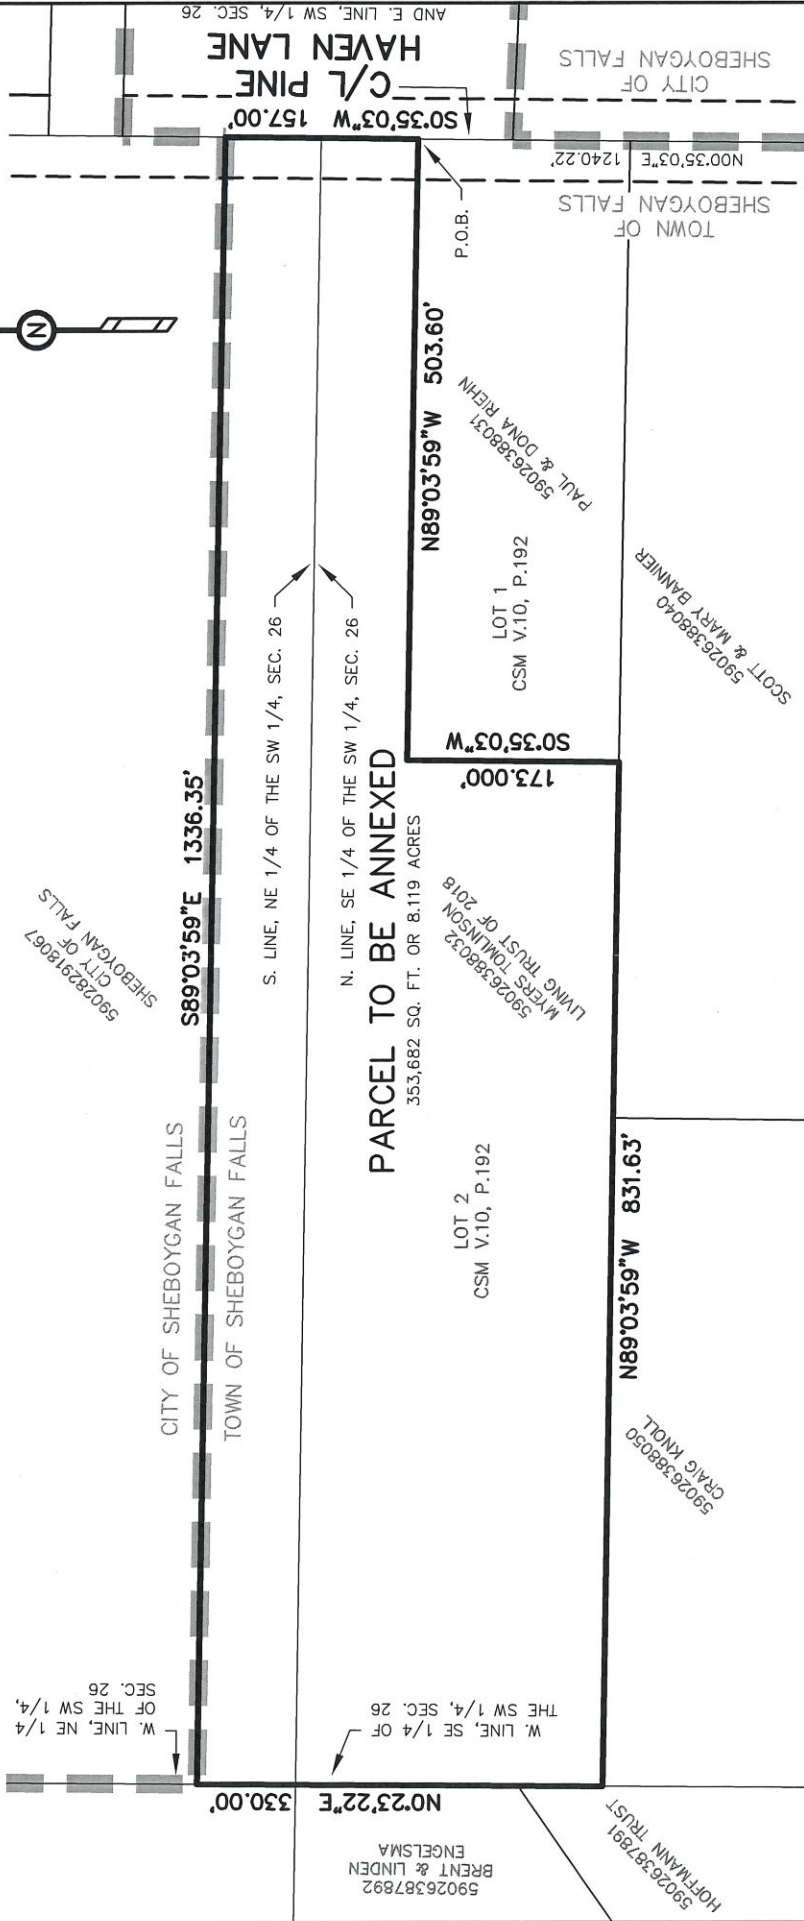 AND E. LINE, SW 1/4, SEC. 26
HAVEN LANE
C/L PINE
CITY OF
SHEBOYGAN FALLS
S0°35'03"W 157.00'
N00°35'03"E 1240.22'
TOWN OF
SHEBOYGAN FALLS
P.O.B.
N
N89°03'59"W 503.60'
PAUL & DONA RIEHN
59026388031
LOT 1
CSM V.10, P.192
SCOTT & MARY BANNIER
59026388040
S. LINE, NE 1/4 OF THE SW 1/4, SEC. 26
N. LINE, SE 1/4 OF THE SW 1/4, SEC. 26
S0°35'03"W
173.000'
S89°03'59"E 1336.35'
590282918067
CITY OF
SHEBOYGAN FALLS
PARCEL TO BE ANNEXED
353,682 SQ. FT. OR 8.119 ACRES
59026388032
MYERS TOMLINSON
LIVING TRUST OF 2018
CITY OF SHEBOYGAN FALLS
TOWN OF SHEBOYGAN FALLS
LOT 2
CSM V.10, P.192
N89°03'59"W 831.63'
59026388050
CRAIG KNOLL
W. LINE, NE 1/4
OF THE SW 1/4,
SEC. 26
W. LINE, SE 1/4 OF
THE SW 1/4, SEC. 26
N0°23'22"E 330.00'
59026387892
BRENT & LINDEN
ENGELSMA
59026387891
HOFFMANN TRUST